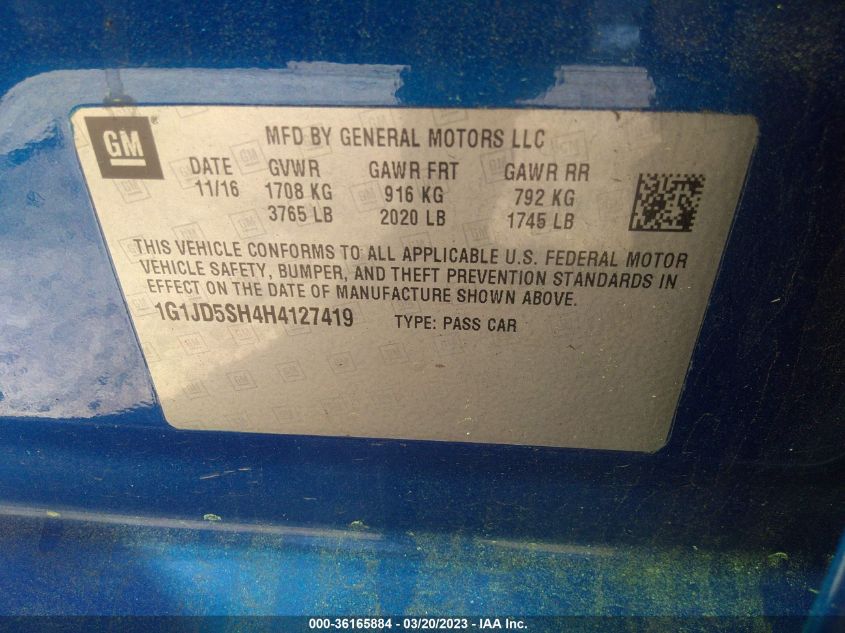 GM
MFD BY GENERAL MOTORS LLC
DATE GVWR GAWR FRT GAWR RR
11/16 1708 KG 916 KG 792 KG
3765 LB 2020 LB 1745 LB
THIS VEHICLE CONFORMS TO ALL APPLICABLE U.S. FEDERAL MOTOR
VEHICLE SAFETY, BUMPER, AND THEFT PREVENTION STANDARDS IN
EFFECT ON THE DATE OF MANUFACTURE SHOWN ABOVE.
1G1JD5SH4H4127419 TYPE: PASS CAR
000-36165884 - 03/20/2023 - IAA Inc.